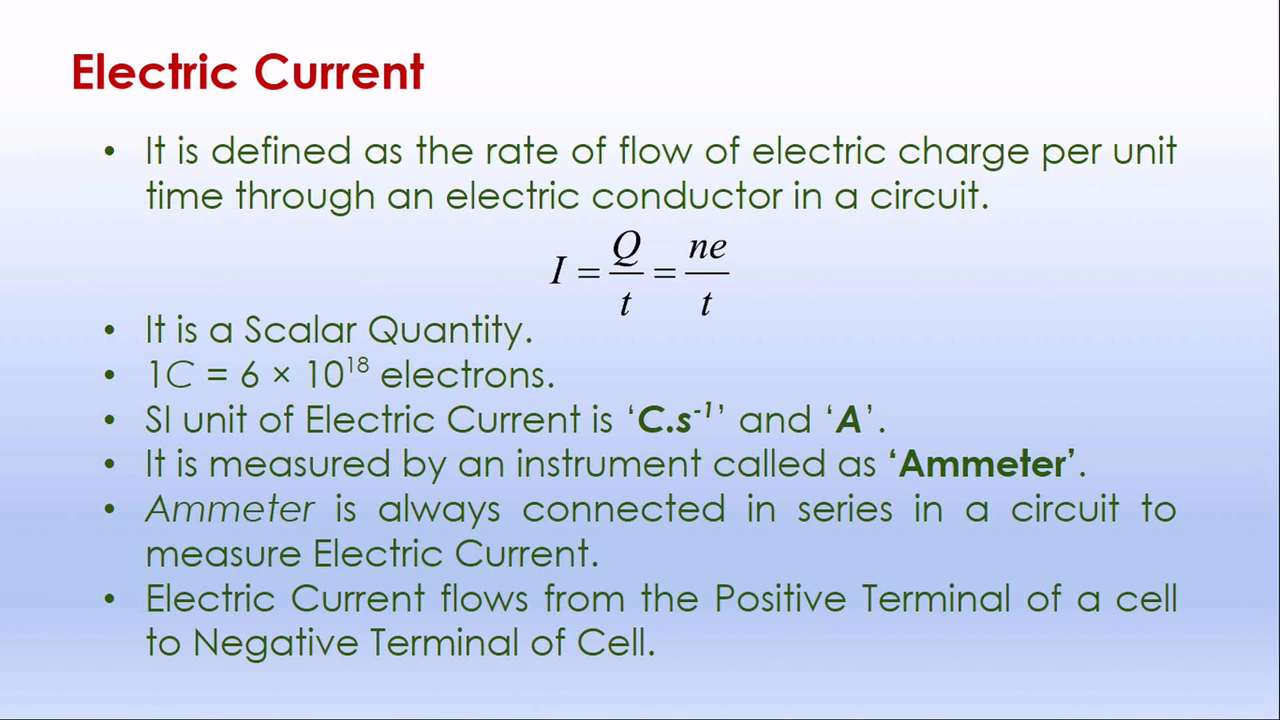 Electric Current
• It is defined as the rate of flow of electric charge per unit
time through an electric conductor in a circuit.
I = Q/t = ne/t
• It is a Scalar Quantity.
• 1C = 6 × 10¹⁸ electrons.
• SI unit of Electric Current is ‘C.s⁻¹’ and ‘A’.
• It is measured by an instrument called as ‘Ammeter’.
• Ammeter is always connected in series in a circuit to
measure Electric Current.
• Electric Current flows from the Positive Terminal of a cell
to Negative Terminal of Cell.